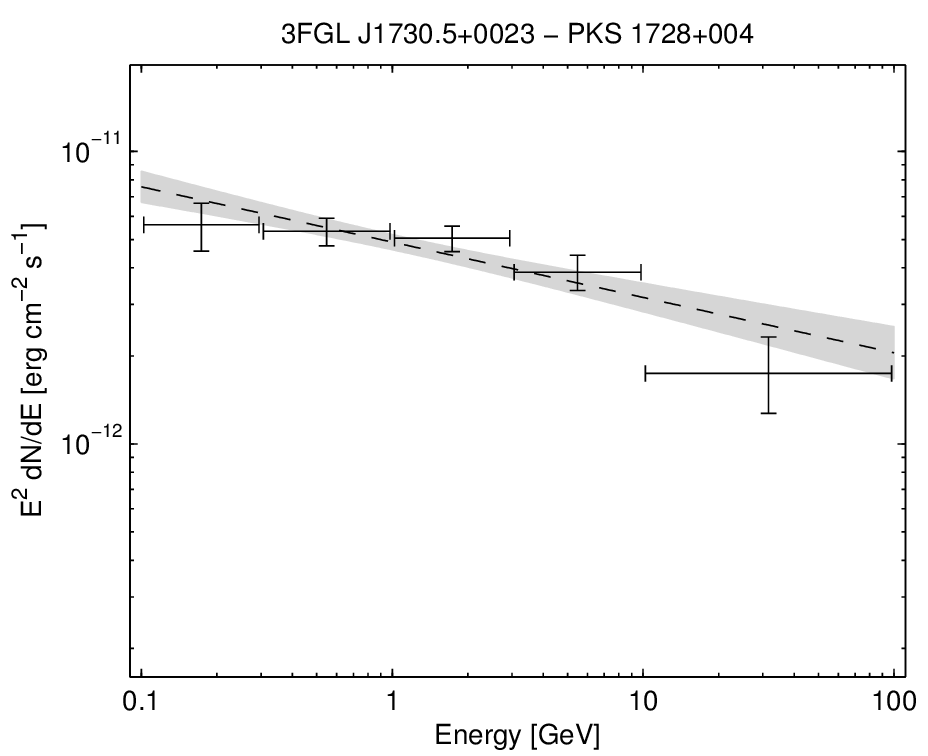 3FGL J1730.5+0023 − PKS 1728+004
10⁻¹¹
10⁻¹²
E² dN/dE [erg cm⁻² s⁻¹]
0.1 1 10 100
Energy [GeV]